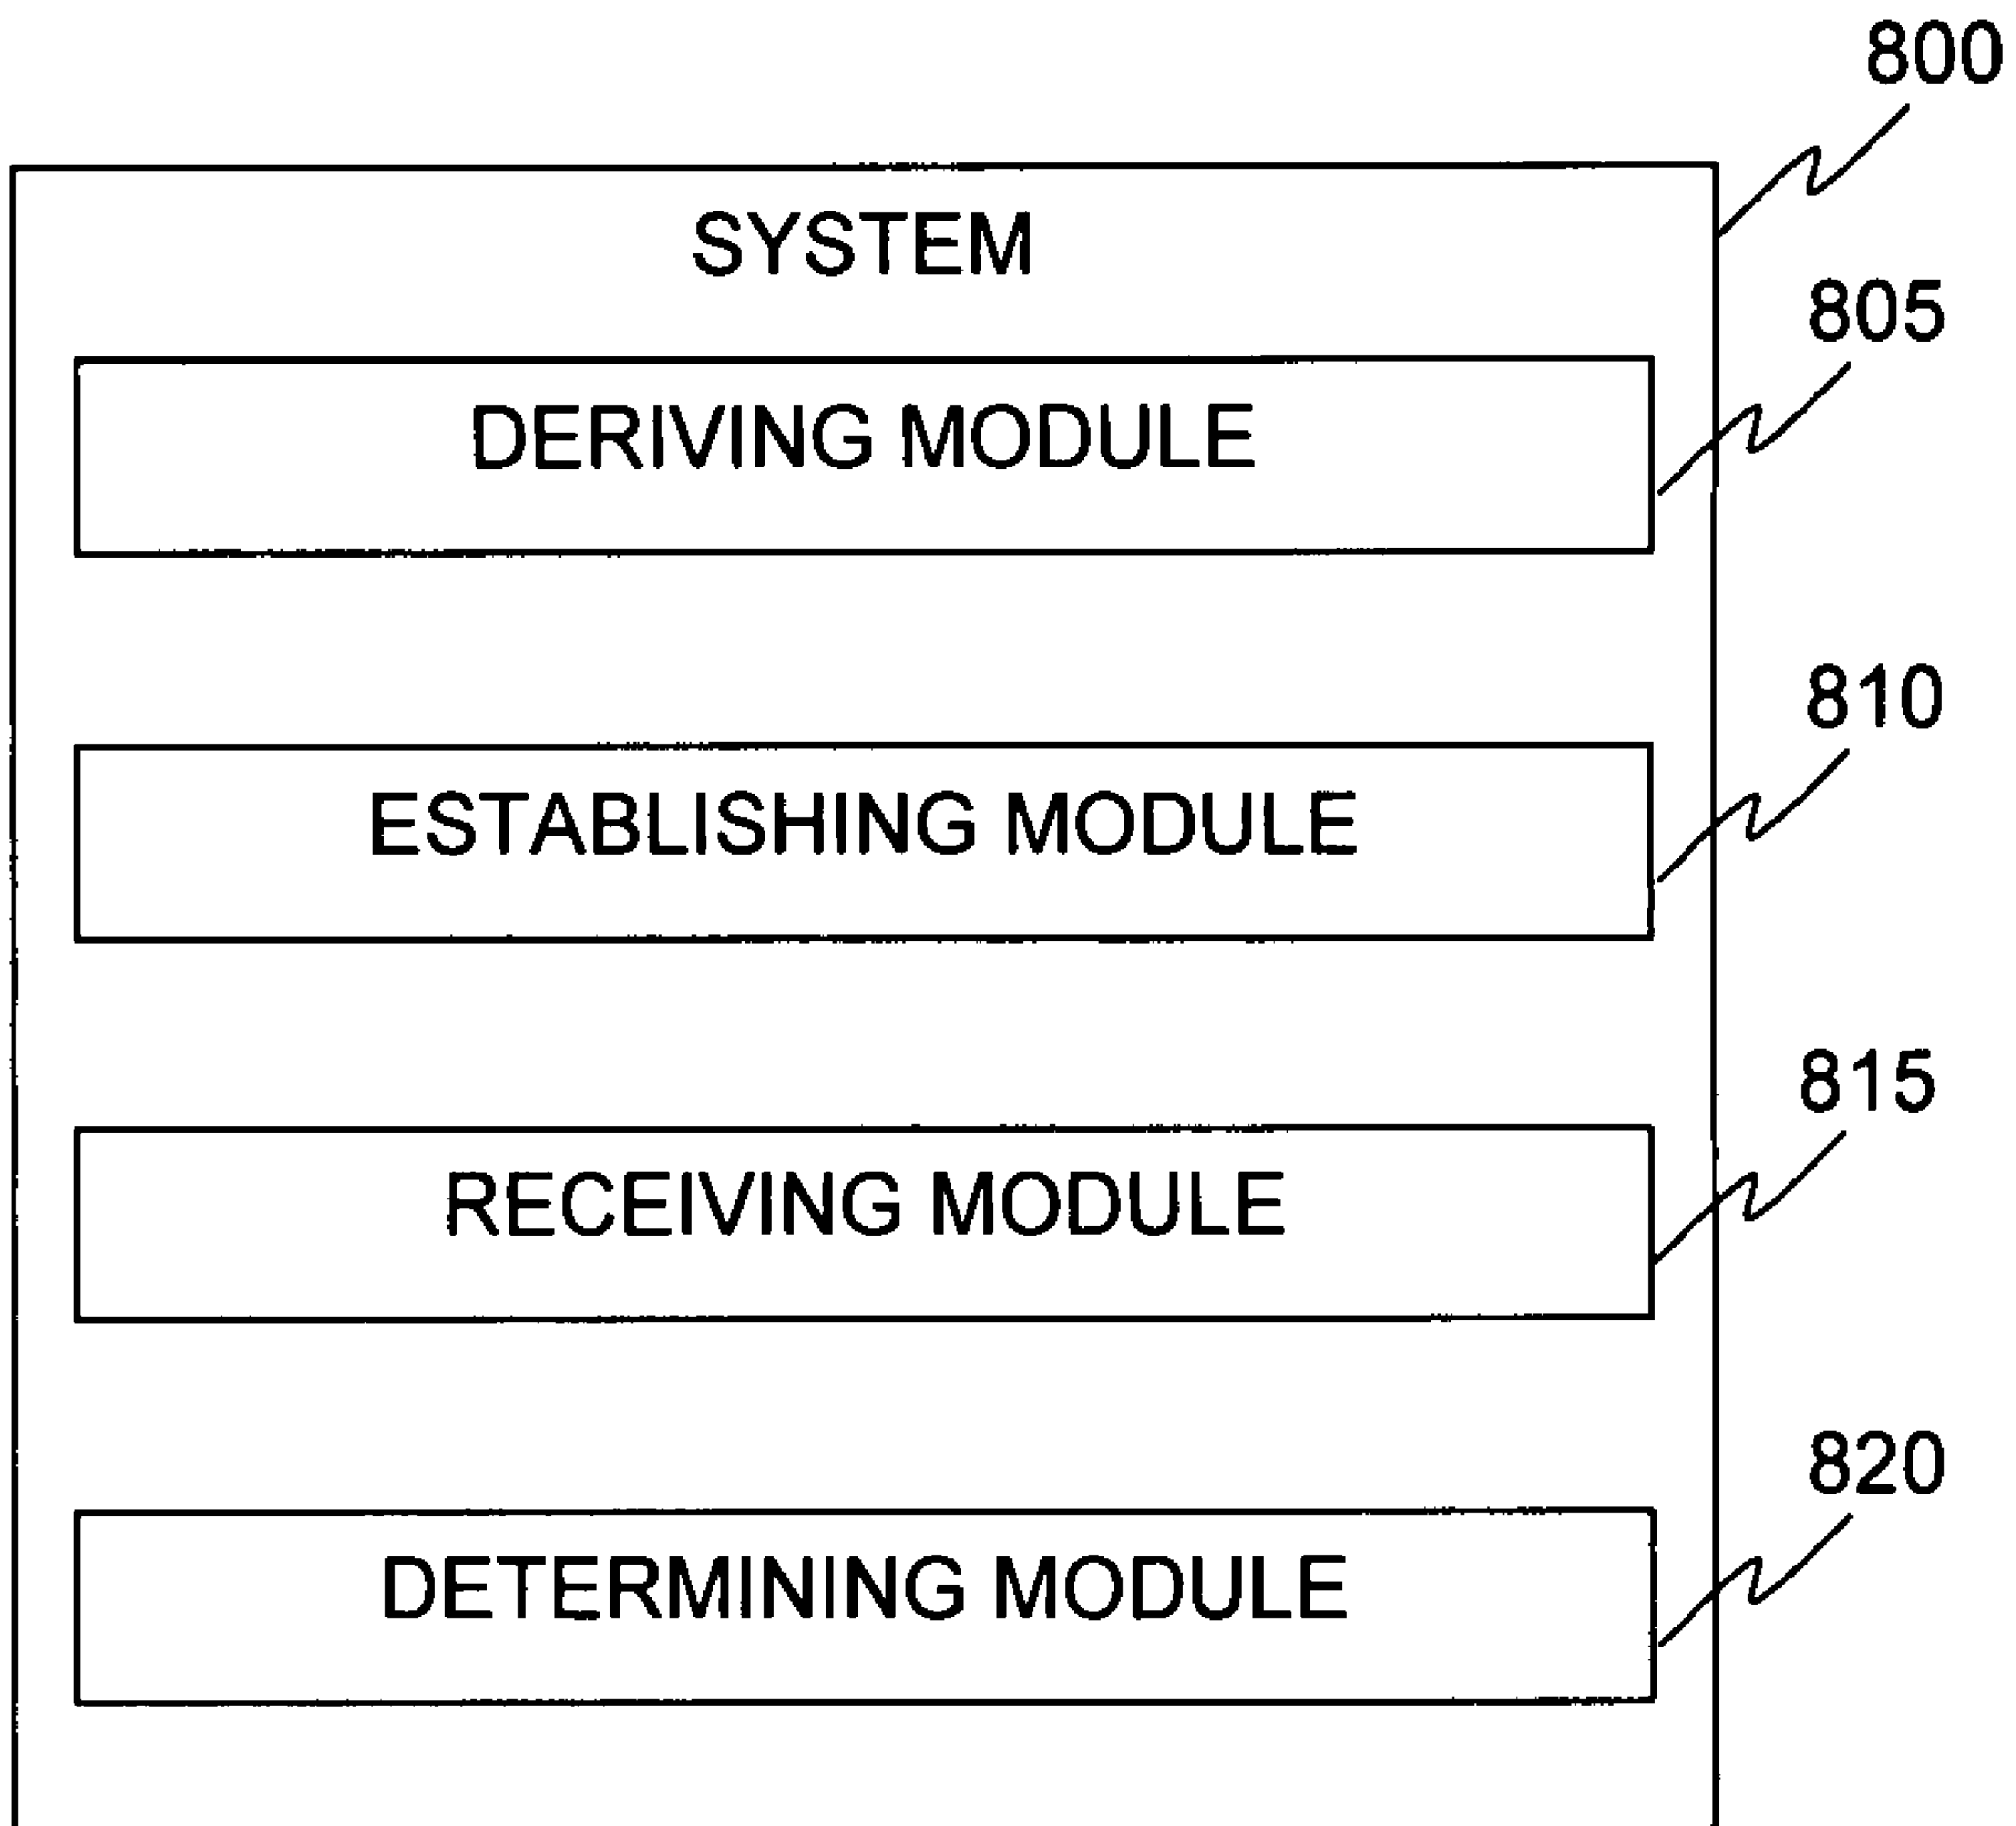 800
SYSTEM
805
DERIVING MODULE
810
ESTABLISHING MODULE
815
RECEIVING MODULE
820
DETERMINING MODULE